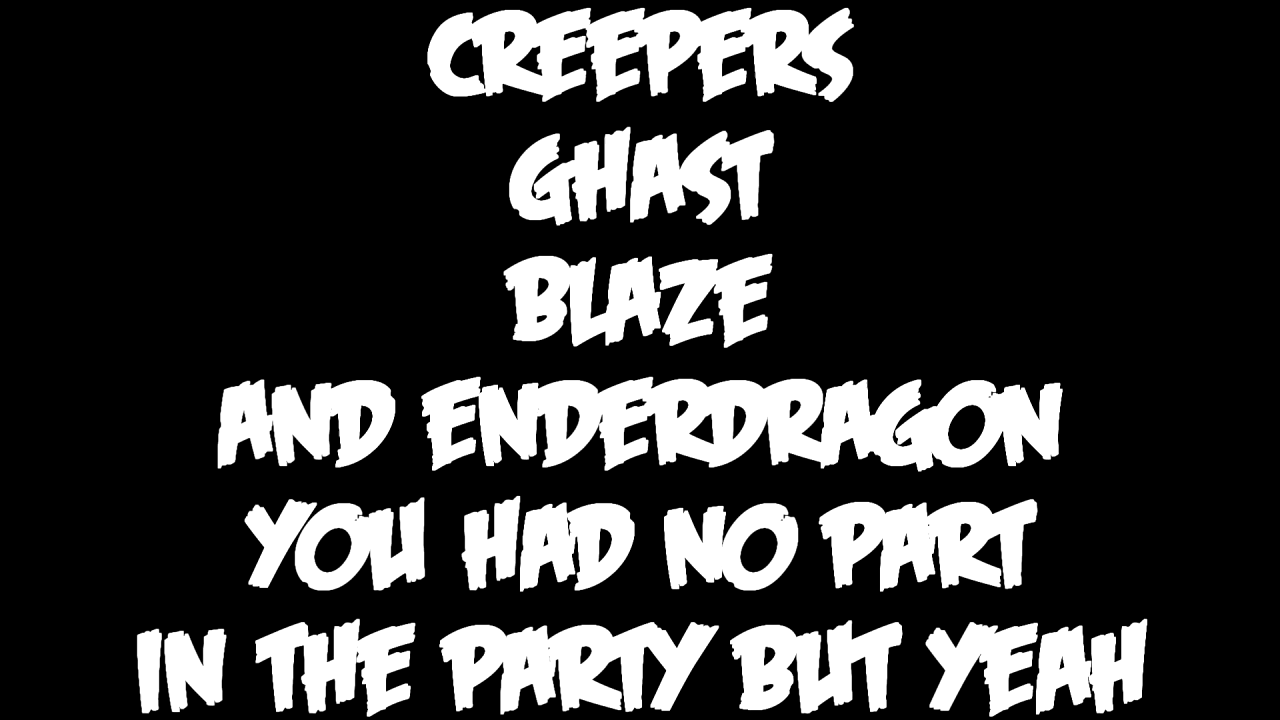 CREEPERS
GHAST
BLAZE
AND ENDERDRAGON
YOU HAD NO PART
IN THE PARTY BUT YEAH